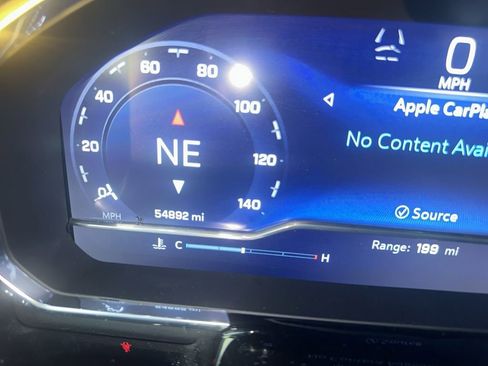 0
MPH
60
80
40
100
20
120
0
140
NE
MPH
54892 mi
Apple CarPla
No Content Avai
Source
C
H
Range: 199 mi